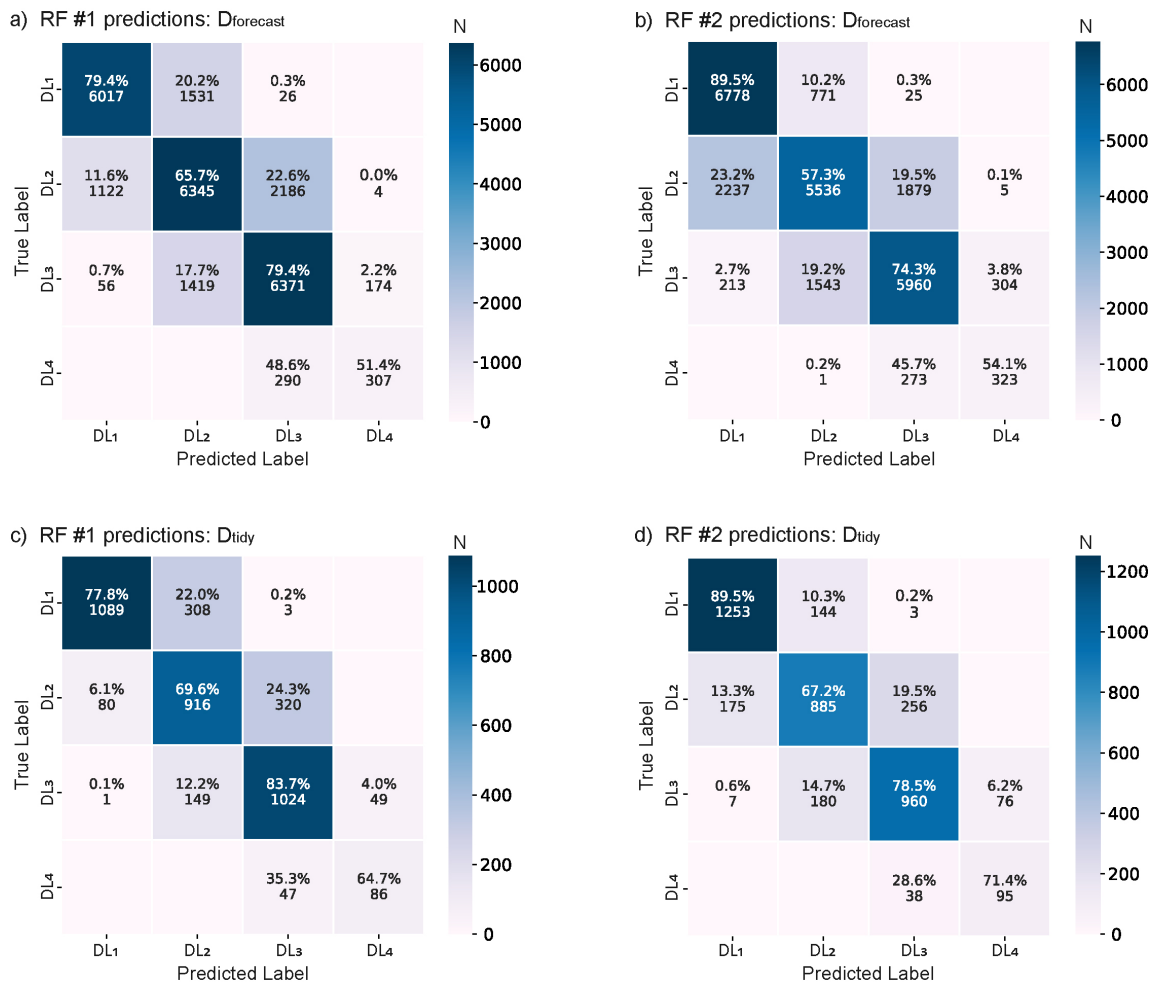 a) RF #1 predictions: Dforecast
N
DL₁
79.4% 20.2% 0.3%
6017 1531 26
DL₂
11.6% 65.7% 22.6% 0.0%
1122 6345 2186 4
DL₃
0.7% 17.7% 79.4% 2.2%
56 1419 6371 174
DL₄
48.6% 51.4%
290 307
True Label
DL₁ DL₂ DL₃ DL₄
Predicted Label
6000
5000
4000
3000
2000
1000
0
b) RF #2 predictions: Dforecast
N
DL₁
89.5% 10.2% 0.3%
6778 771 25
DL₂
23.2% 57.3% 19.5% 0.1%
2237 5536 1879 5
DL₃
2.7% 19.2% 74.3% 3.8%
213 1543 5960 304
DL₄
0.2% 45.7% 54.1%
1 273 323
True Label
DL₁ DL₂ DL₃ DL₄
Predicted Label
6000
5000
4000
3000
2000
1000
0
c) RF #1 predictions: Dtidy
N
DL₁
77.8% 22.0% 0.2%
1089 308 3
DL₂
6.1% 69.6% 24.3%
80 916 320
DL₃
0.1% 12.2% 83.7% 4.0%
1 149 1024 49
DL₄
35.3% 64.7%
47 86
True Label
DL₁ DL₂ DL₃ DL₄
Predicted Label
1000
800
600
400
200
0
d) RF #2 predictions: Dtidy
N
DL₁
89.5% 10.3% 0.2%
1253 144 3
DL₂
13.3% 67.2% 19.5%
175 885 256
DL₃
0.6% 14.7% 78.5% 6.2%
7 180 960 76
DL₄
28.6% 71.4%
38 95
True Label
DL₁ DL₂ DL₃ DL₄
Predicted Label
1200
1000
800
600
400
200
0